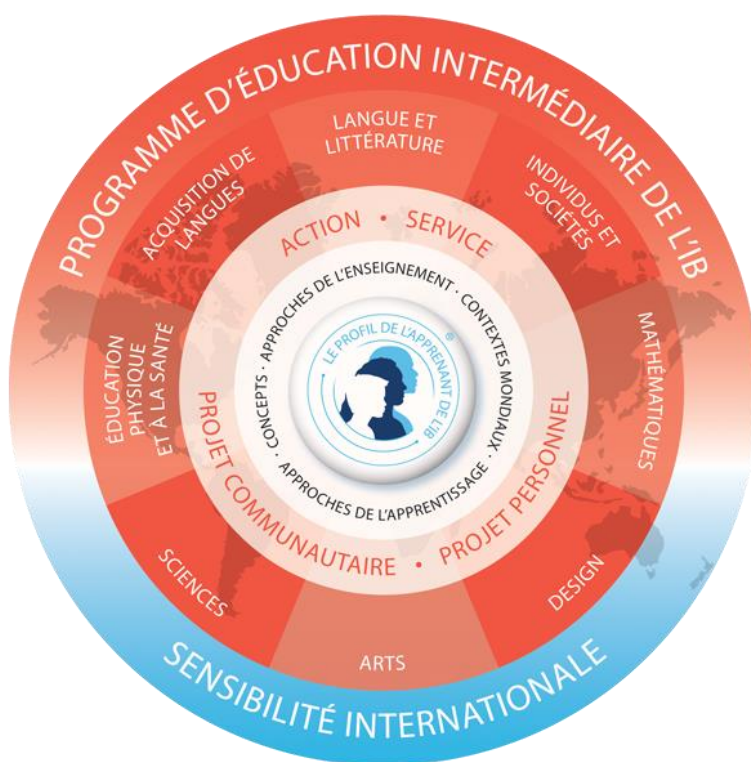 PROGRAMME D'ÉDUCATION INTERMÉDIAIRE DE L'IB
LANGUE ET
LITTÉRATURE
INDIVIDUS ET
SOCIÉTÉS
MATHÉMATIQUES
DESIGN
ARTS
SCIENCES
ÉDUCATION
PHYSIQUE
ET À LA SANTÉ
ACQUISITION DE
LANGUES
ACTION • SERVICE
PROJET COMMUNAUTAIRE • PROJET PERSONNEL
APPROCHES DE L'ENSEIGNEMENT · CONTEXTES MONDIAUX ·
APPROCHES DE L'APPRENTISSAGE · CONCEPTS ·
LE PROFIL DE L'APPRENANT DE L'IB
®
SENSIBILITÉ INTERNATIONALE